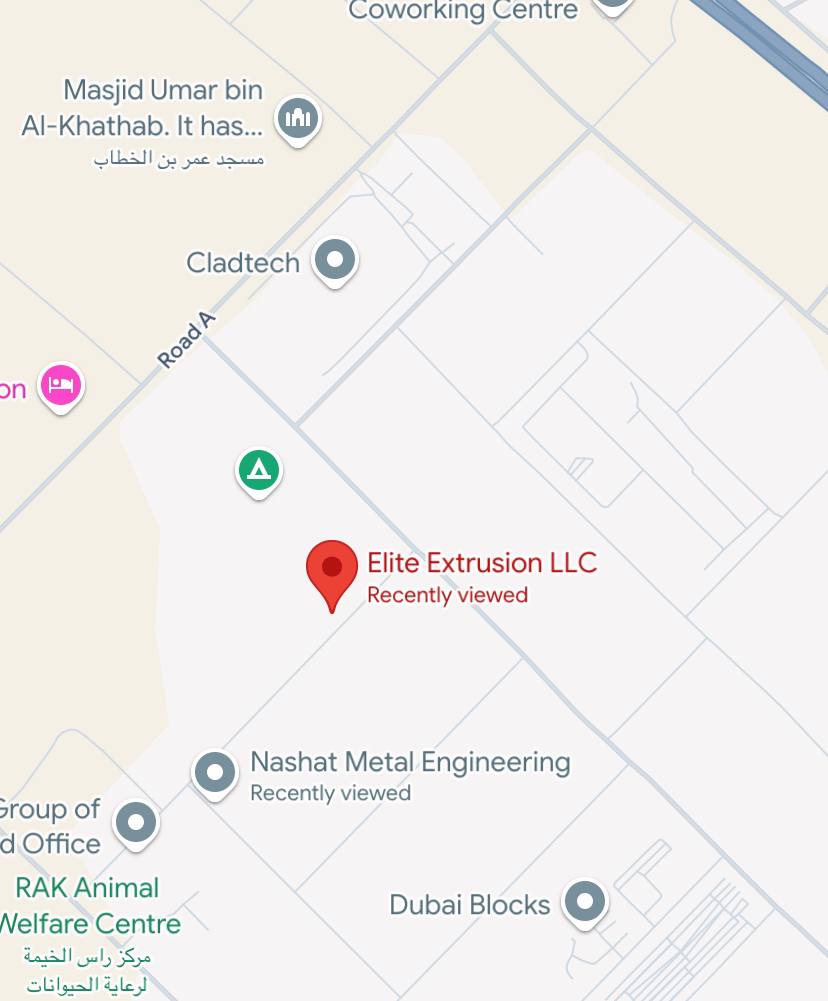 Coworking Centre
Masjid Umar bin
Al-Khathab. It has...
مسجد عمر بن الخطاب
Cladtech
Road A
on
Elite Extrusion LLC
Recently viewed
Nashat Metal Engineering
Recently viewed
Group of
d Office
RAK Animal
Welfare Centre
مركز راس الخيمة
لرعاية الحيوانات
Dubai Blocks